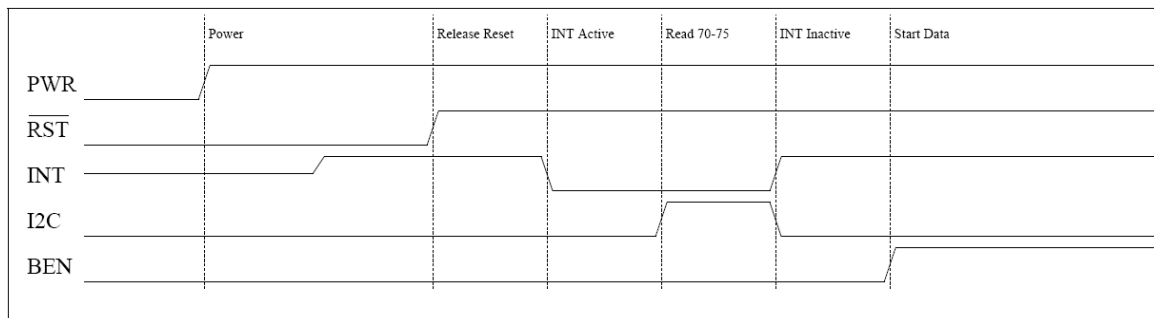 Power Release Reset INT Active Read 70-75 INT Inactive Start Data
PWR
RST
INT
I2C
BEN